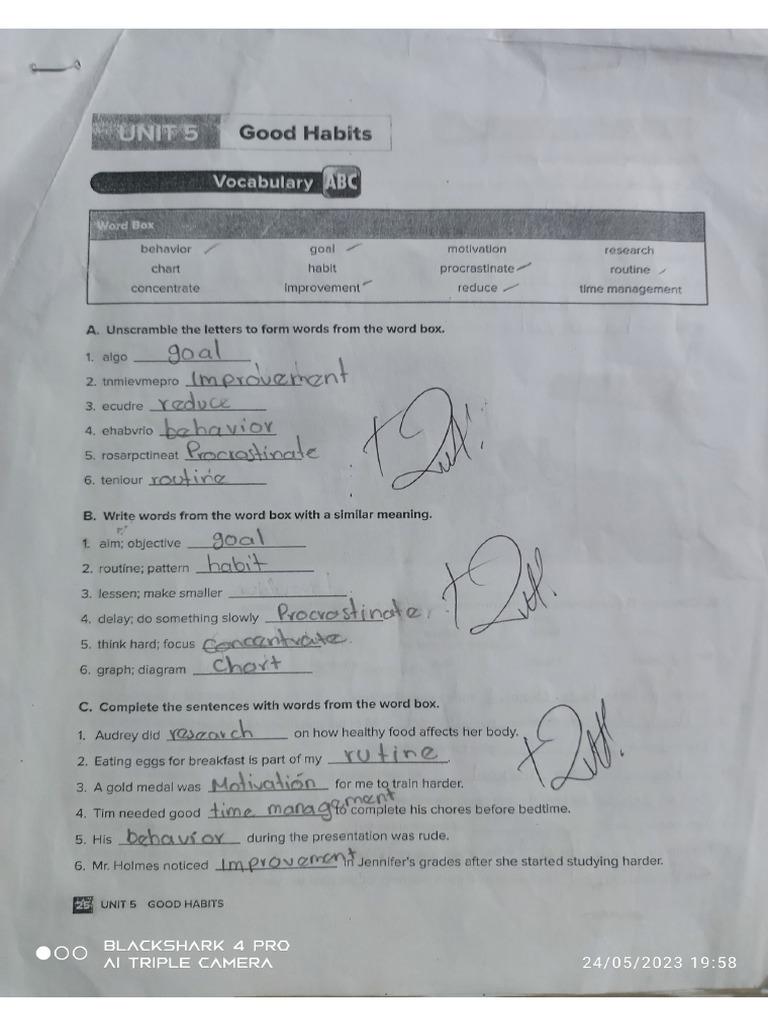 UNIT 5 Good Habits
Vocabulary ABC
Word Box
behavior goal motivation research
chart habit procrastinate routine
concentrate improvement reduce time management
A. Unscramble the letters to form words from the word box.
1. algo goal
2. tnmievmepro Improvement
3. ecudre reduce
4. ehabvrio behavior
5. rosarpctineat Procrastinate
6. teniour routine
B. Write words from the word box with a similar meaning.
1. aim; objective goal
2. routine; pattern habit
3. lessen; make smaller
4. delay; do something slowly Procrastinate
5. think hard; focus concentrate
6. graph; diagram Chart
C. Complete the sentences with words from the word box.
1. Audrey did research on how healthy food affects her body.
2. Eating eggs for breakfast is part of my rutine.
3. A gold medal was Motivation for me to train harder.
4. Tim needed good time management to complete his chores before bedtime.
5. His behavior during the presentation was rude.
6. Mr. Holmes noticed Improvement in Jennifer's grades after she started studying harder.
25 UNIT 5 GOOD HABITS
BLACKSHARK 4 PRO
AI TRIPLE CAMERA
24/05/2023 19:58